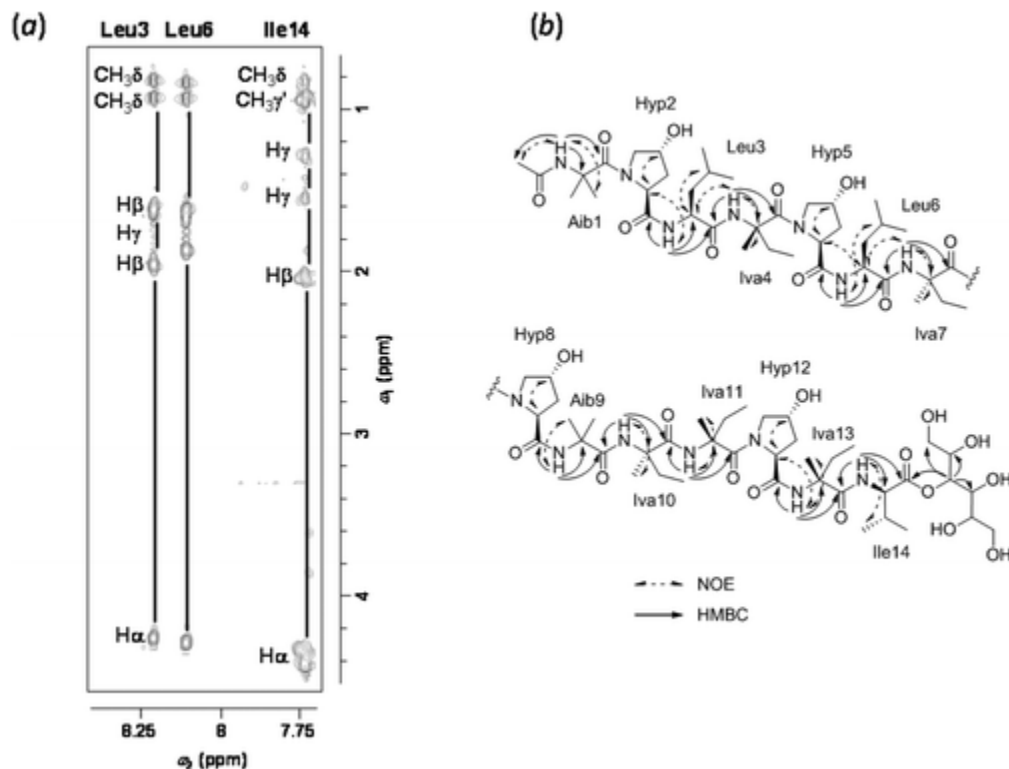 (a)
Leu3 Leu6 Ile14
CH₃δ CH₃δ
CH₃δ CH₃γ'
Hγ
Hβ Hγ
Hγ
Hβ Hβ
Hα Hα
1
2
3
4
ω₁ (ppm)
8.25 8 7.75
ω₂ (ppm)
(b)
Hyp2
OH
Leu3
Hyp5
OH
Leu6
H
N
O
N
H
N
O
N
H
N
O
O
Aib1
O
N
H
O
Iva4
O
N
H
O
Iva7
Hyp8
OH
Hyp12
OH
Iva11
Aib9
Iva13
HO
OH
N
O
H
N
O
N
H
N
O
O
OH
O
N
H
O
Iva10
N
H
O
O
N
H
O
Ile14
HO
OH
NOE
HMBC